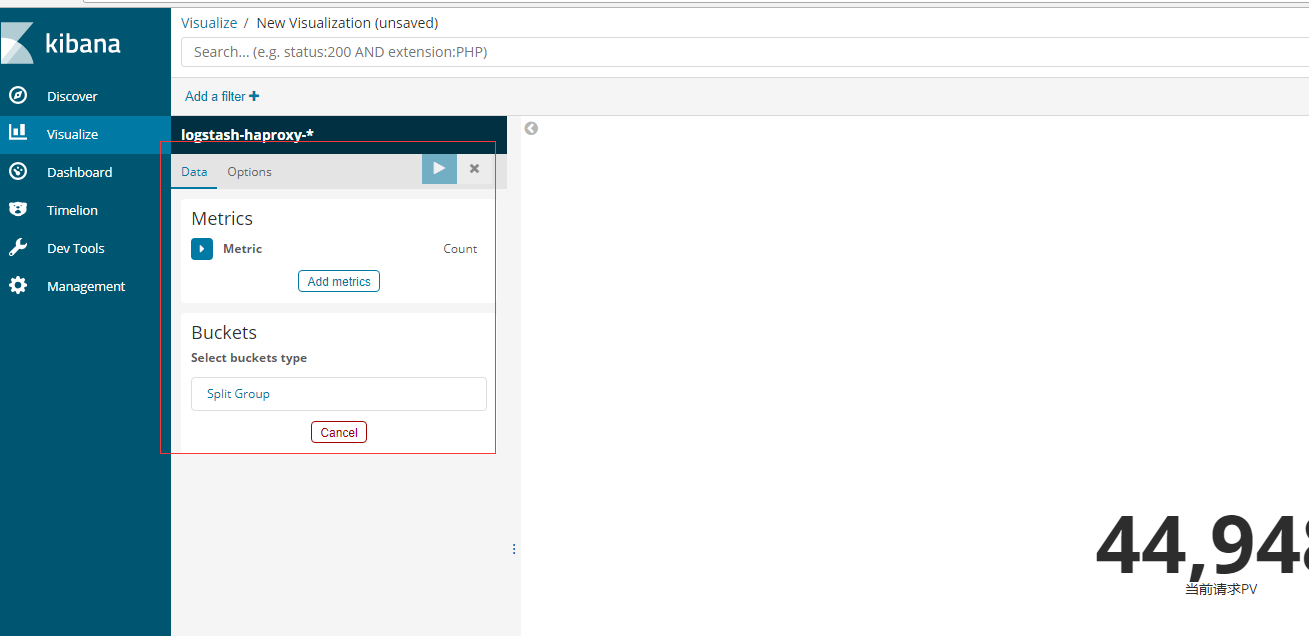 kibana
Discover
Visualize
Dashboard
Timelion
Dev Tools
Management
Visualize / New Visualization (unsaved)
Search... (e.g. status:200 AND extension:PHP)
Add a filter +
logstash-haproxy-*
Data Options
Metrics
Metric Count
Add metrics
Buckets
Select buckets type
Split Group
Cancel
44,948
当前请求PV